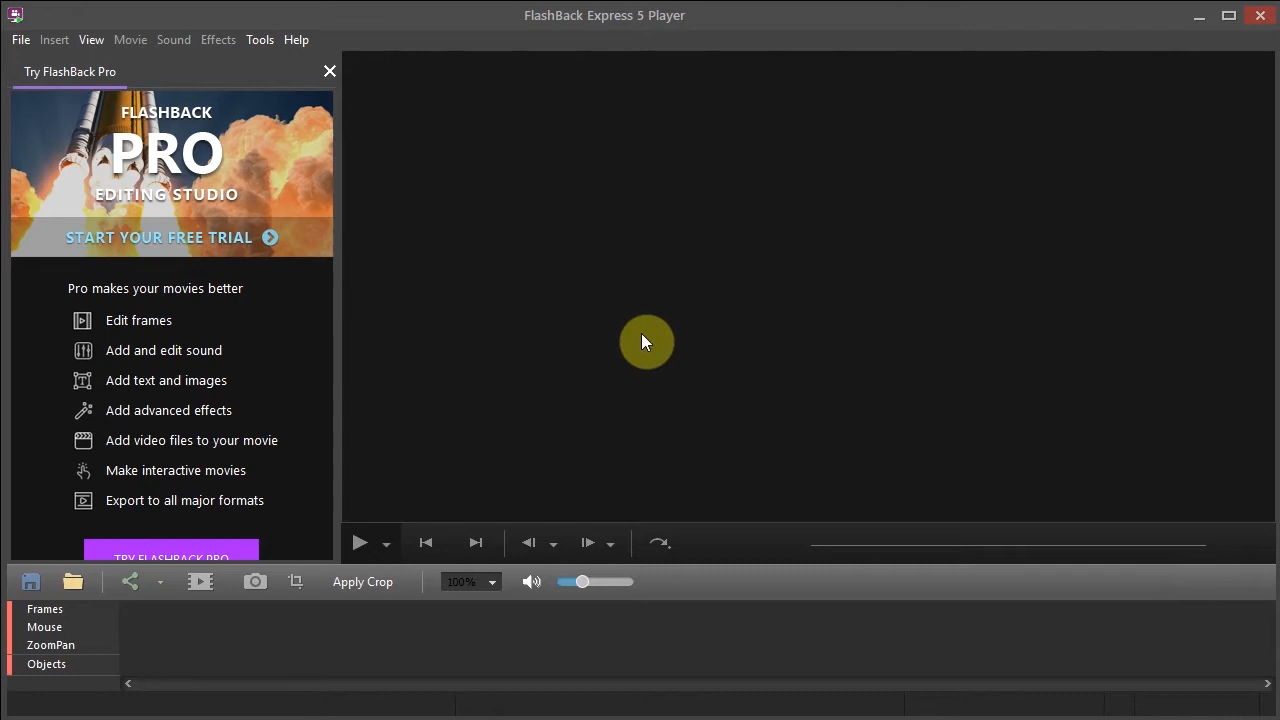 FlashBack Express 5 Player
File Insert View Movie Sound Effects Tools Help
Try FlashBack Pro
FLASHBACK
PRO
EDITING STUDIO
START YOUR FREE TRIAL
Pro makes your movies better
Edit frames
Add and edit sound
Add text and images
Add advanced effects
Add video files to your movie
Make interactive movies
Export to all major formats
TRY FLASHBACK PRO
Apply Crop
100%
Frames
Mouse
ZoomPan
Objects